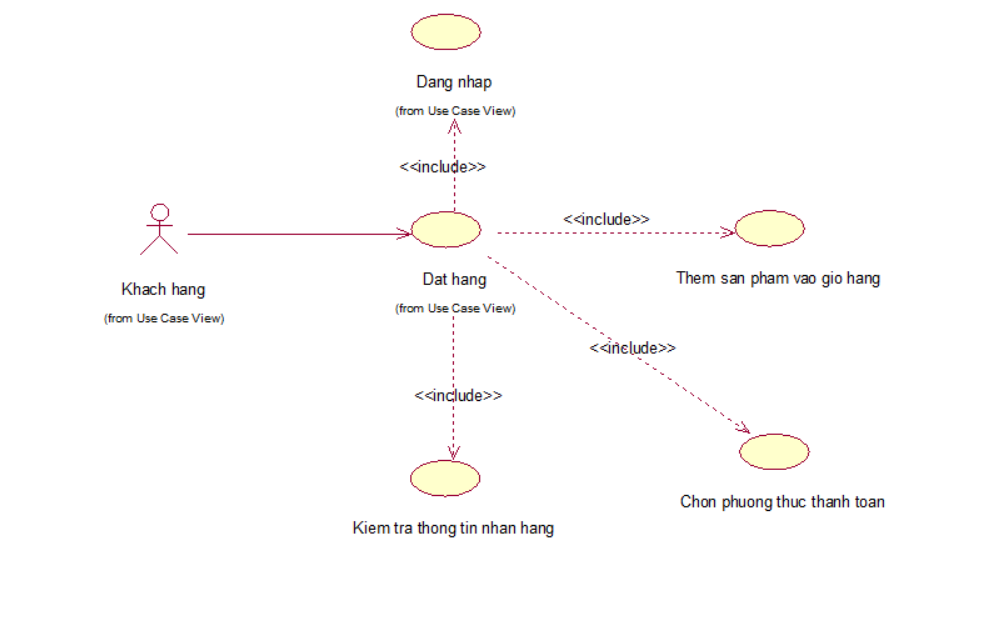 Dang nhap
(from Use Case View)
<<include>>
<<include>>
Khach hang
(from Use Case View)
Dat hang
(from Use Case View)
Them san pham vao gio hang
<<include>>
<<include>>
Kiem tra thong tin nhan hang
Chon phuong thuc thanh toan